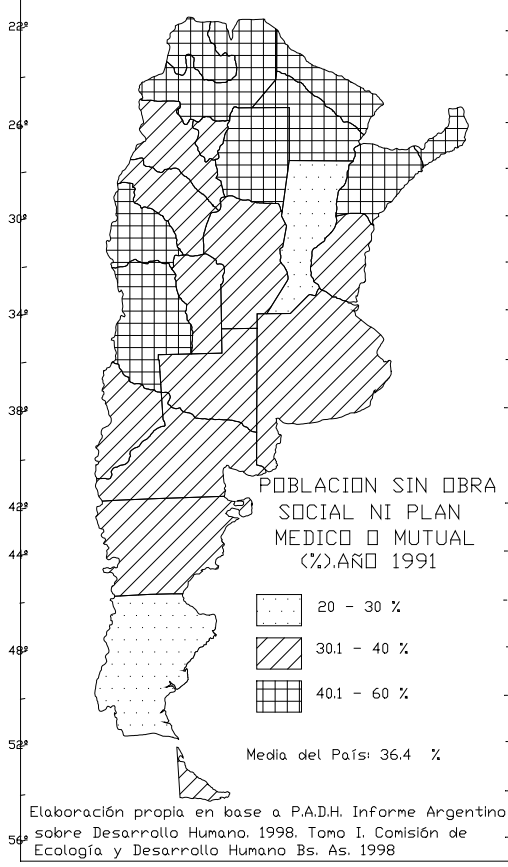 22º
26º
30º
34º
38º
42º
44º
48º
52º
56º
POBLACION SIN OBRA
SOCIAL NI PLAN
MEDICO O MUTUAL
(%).AÑO 1991
20 - 30 %
30.1 - 40 %
40.1 - 60 %
Media del País: 36.4 %
Elaboración propia en base a P.A.D.H. Informe Argentino
sobre Desarrollo Humano. 1998. Tomo I. Comisión de
Ecología y Desarrollo Humano Bs. As. 1998